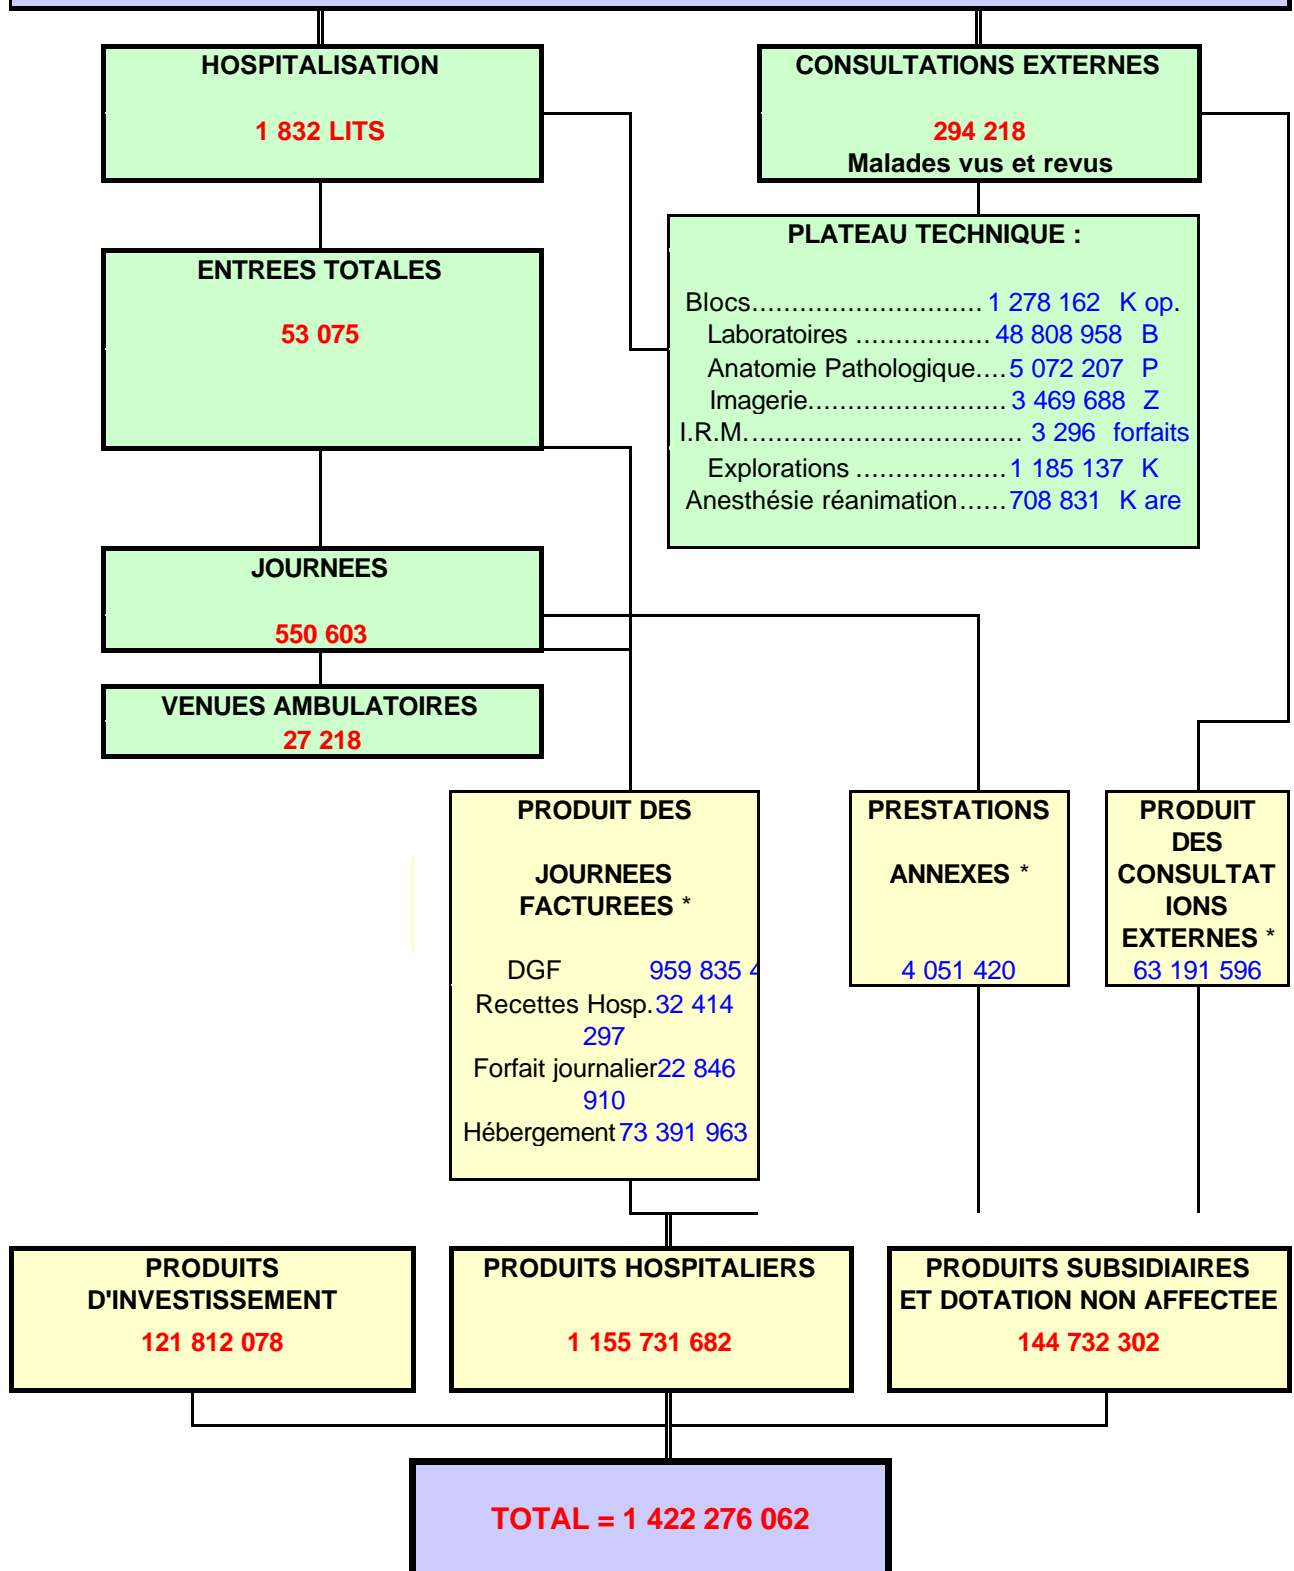 HOSPITALISATION
1 832 LITS
CONSULTATIONS EXTERNES
294 218
Malades vus et revus
PLATEAU TECHNIQUE :
Blocs............................. 1 278 162 K op.
Laboratoires ................. 48 808 958 B
Anatomie Pathologique....5 072 207 P
Imagerie......................... 3 469 688 Z
I.R.M................................... 3 296 forfaits
Explorations ...................1 185 137 K
Anesthésie réanimation......708 831 K are
ENTREES TOTALES
53 075
JOURNEES
550 603
VENUES AMBULATOIRES
27 218
PRODUIT DES
JOURNEES
FACTUREES *
DGF 959 835 4
Recettes Hosp.32 414
297
Forfait journalier22 846
910
Hébergement 73 391 963
PRESTATIONS
ANNEXES *
4 051 420
PRODUIT
DES
CONSULTAT
IONS
EXTERNES *
63 191 596
PRODUITS
D'INVESTISSEMENT
121 812 078
PRODUITS HOSPITALIERS
1 155 731 682
PRODUITS SUBSIDIAIRES
ET DOTATION NON AFFECTEE
144 732 302
TOTAL = 1 422 276 062